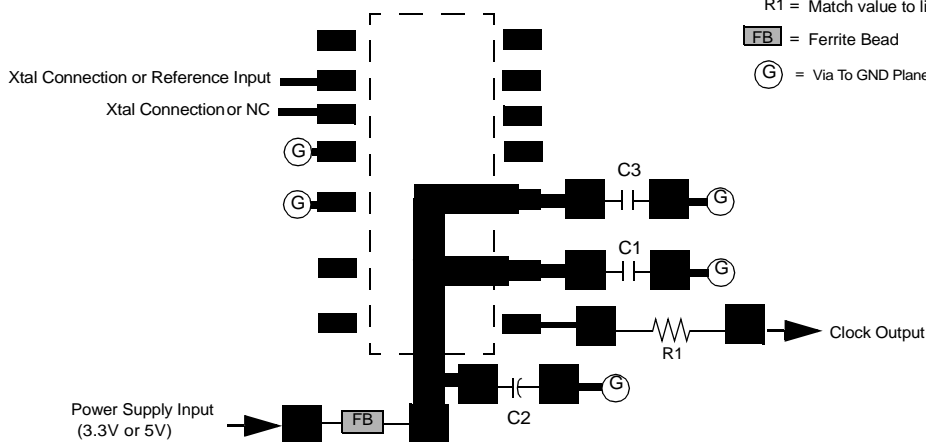 R1 = Match value to li
FB = Ferrite Bead
G = Via To GND Plane
Xtal Connection or Reference Input
Xtal Connection or NC
G
G
C3
G
C1
G
R1
Clock Output
G
C2
Power Supply Input
(3.3V or 5V)
FB